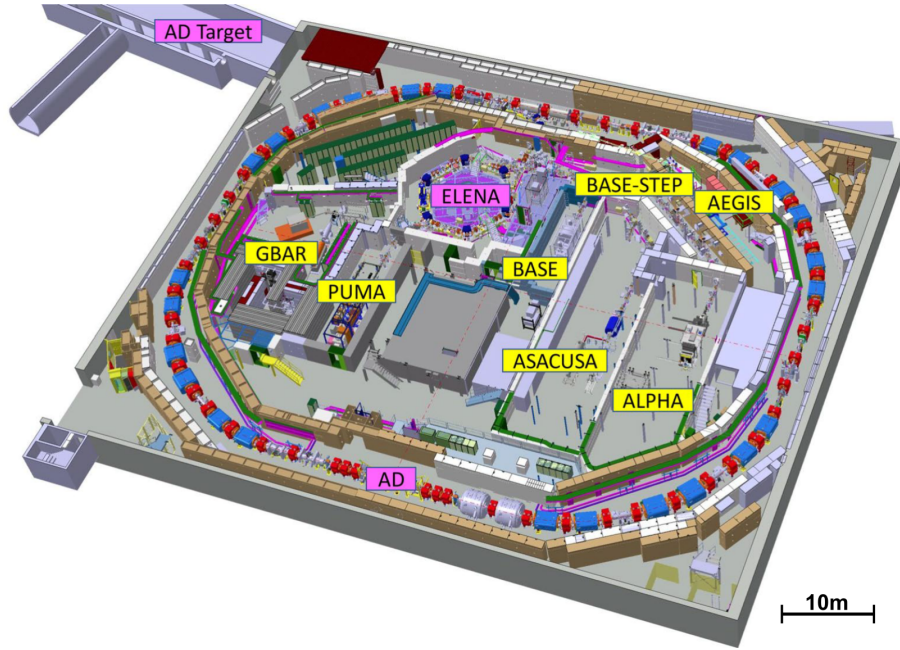 AD Target
ELENA
BASE-STEP
AEGIS
GBAR
BASE
PUMA
ASACUSA
ALPHA
AD
10m